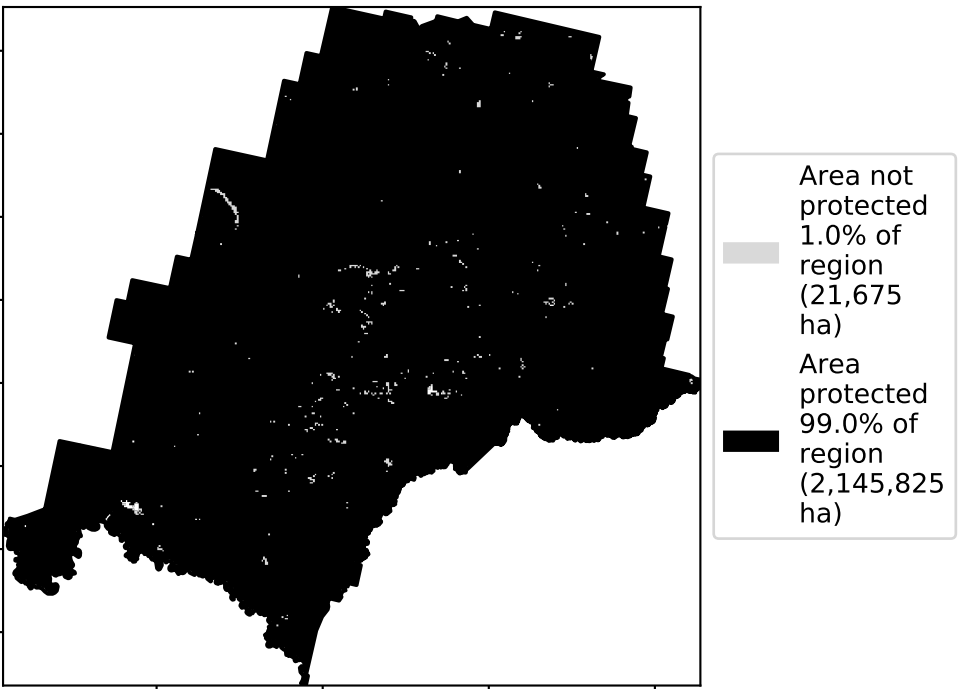 Area not
protected
1.0% of
region
(21,675
ha)
Area
protected
99.0% of
region
(2,145,825
ha)